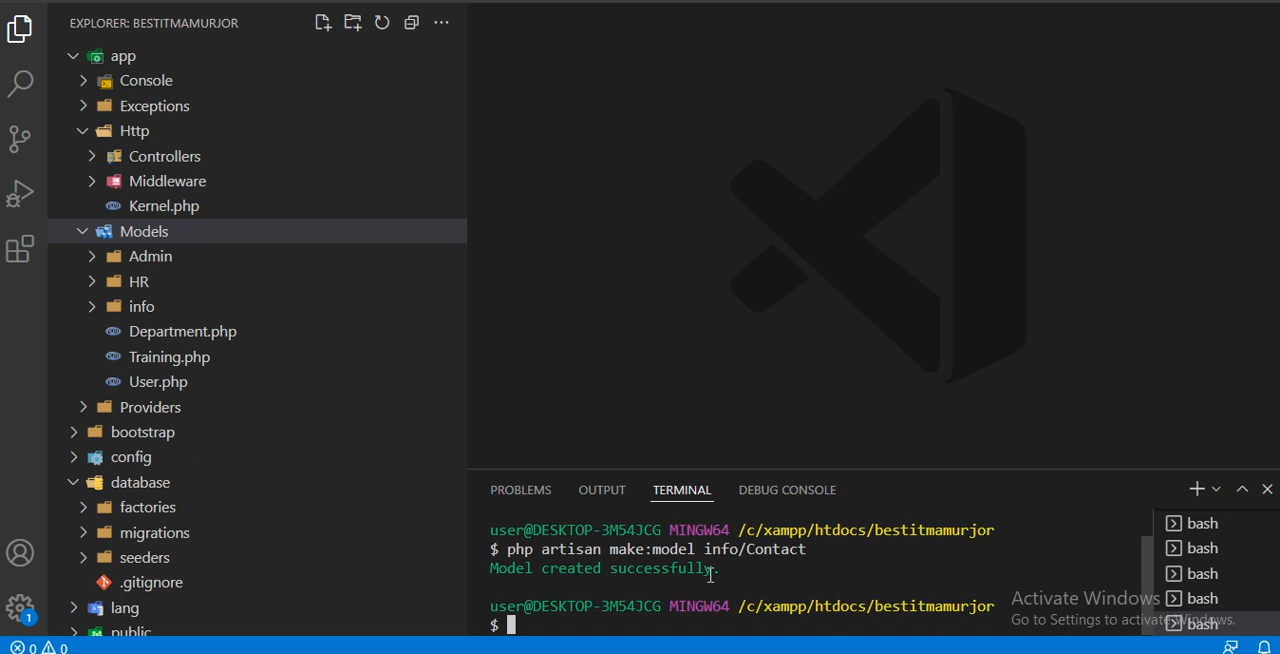 EXPLORER: BESTITMAMURJOR
app
Console
Exceptions
Http
Controllers
Middleware
Kernel.php
Models
Admin
HR
info
Department.php
Training.php
User.php
Providers
bootstrap
config
database
factories
migrations
seeders
.gitignore
lang
public
1
0 0
PROBLEMS OUTPUT TERMINAL DEBUG CONSOLE
user@DESKTOP-3M54JCG MINGW64 /c/xampp/htdocs/bestitmamurjor
$ php artisan make:model info/Contact
Model created successfully.
user@DESKTOP-3M54JCG MINGW64 /c/xampp/htdocs/bestitmamurjor
$
bash
bash
bash
bash
bash
Activate Windows
Go to Settings to activate Windows.